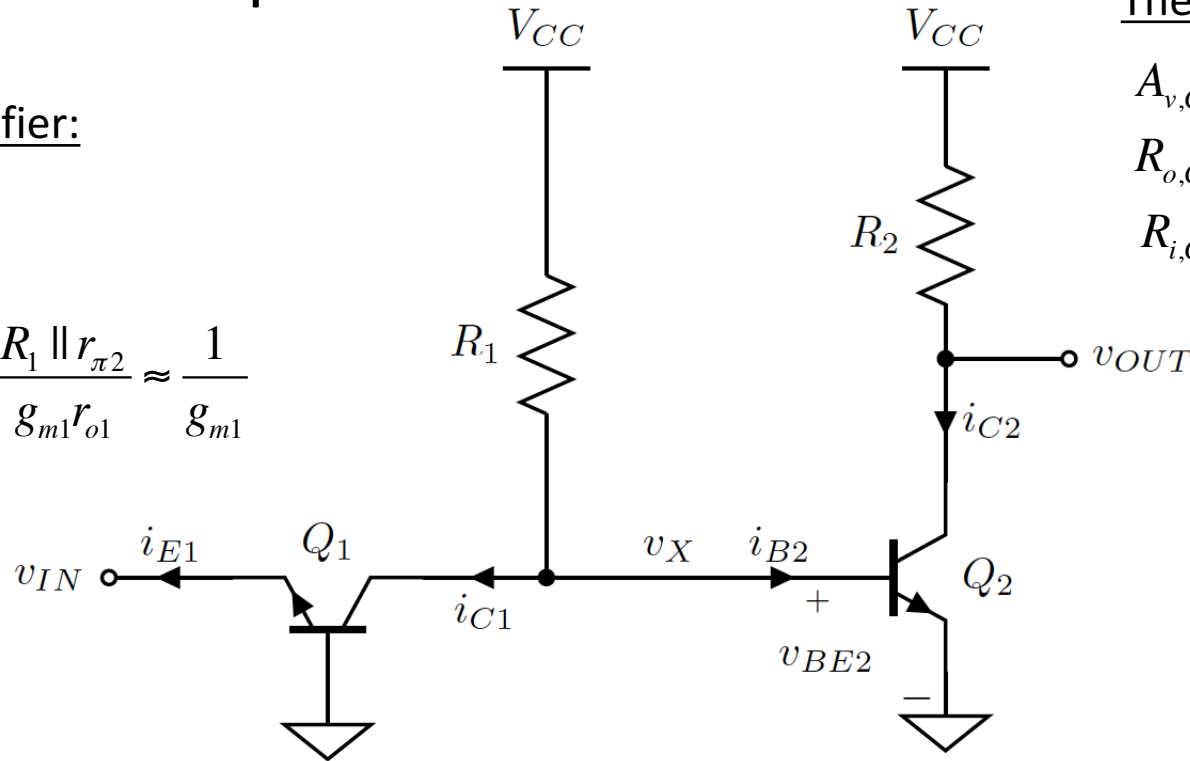 V_CC
V_CC
fier:
R_2
R_1
R_1 || r_π2 / g_m1 r_o1 ≈ 1 / g_m1
v_OUT
i_C2
v_IN
i_E1
Q_1
i_C1
v_X
i_B2
+
v_BE2
−
Q_2